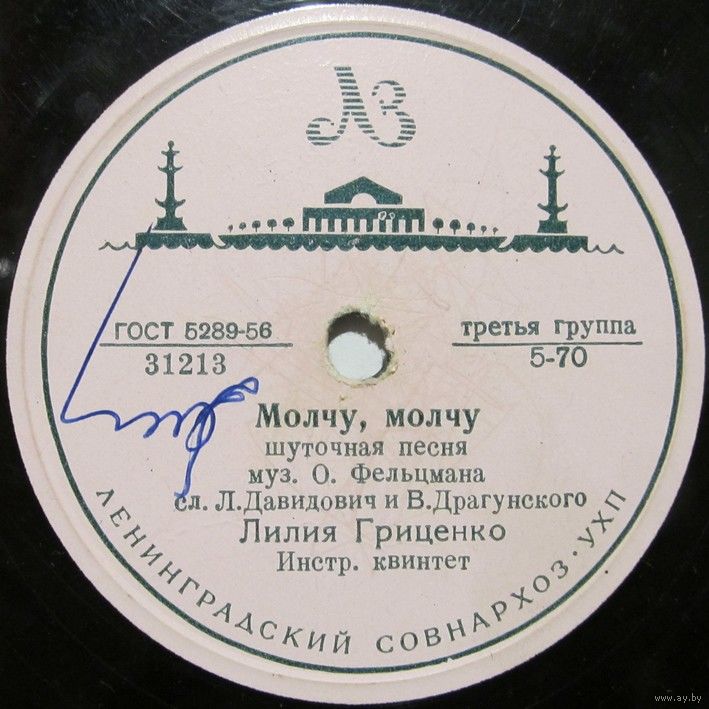 ЛЗ
ГОСТ 5289-56
31213
третья группа
5-70
Молчу, молчу
шуточная песня
муз. О. Фельцмана
сл. Л.Давидович и В.Драгунского
Лилия Гриценко
Инстр. квинтет
ЛЕНИНГРАДСКИЙ СОВНАРХОЗ·УХП
www.ay.by